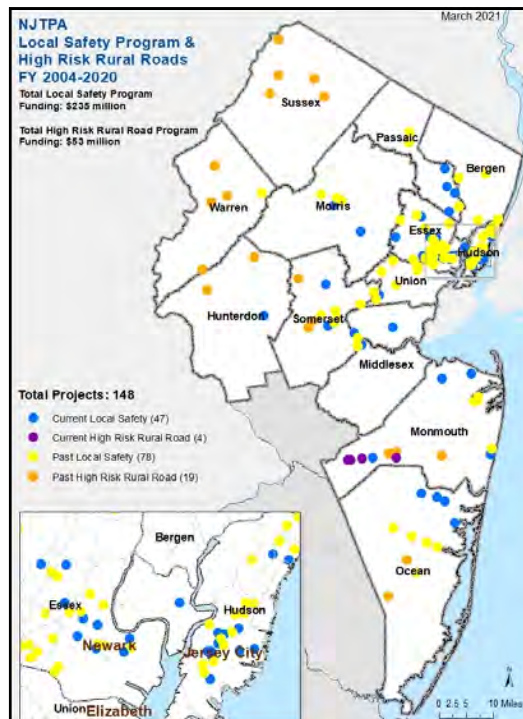 March 2021
NJTPA
Local Safety Program &
High Risk Rural Roads
FY 2004-2020
Total Local Safety Program
Funding: $235 million
Total High Risk Rural Road Program
Funding: $53 million
Sussex
Passaic
Bergen
Warren
Morris
Essex
Hudson
Union
Hunterdon
Somerset
Middlesex
Total Projects: 148
Current Local Safety (47)
Current High Risk Rural Road (4)
Past Local Safety (78)
Past High Risk Rural Road (19)
Monmouth
Ocean
Bergen
Essex
Hudson
Newark
Jersey City
Union
Elizabeth
N
0 2.5 5 10 Miles